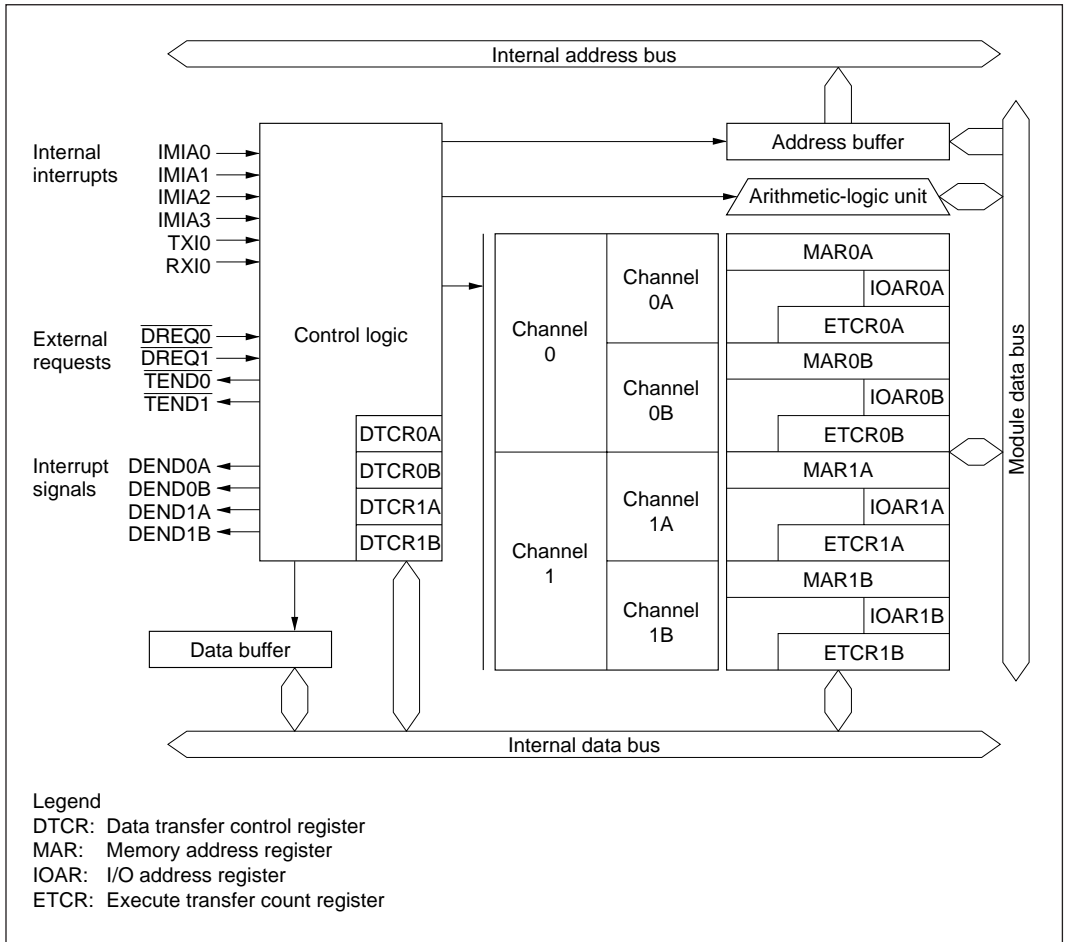 Internal address bus
Address buffer
Arithmetic-logic unit
Internal
interrupts
IMIA0
IMIA1
IMIA2
IMIA3
TXI0
RXI0
External
requests
DREQ0
DREQ1
TEND0
TEND1
Interrupt
signals
DEND0A
DEND0B
DEND1A
DEND1B
Control logic
DTCR0A
DTCR0B
DTCR1A
DTCR1B
Data buffer
Channel
0
Channel
1
Channel
0A
Channel
0B
Channel
1A
Channel
1B
MAR0A
IOAR0A
ETCR0A
MAR0B
IOAR0B
ETCR0B
MAR1A
IOAR1A
ETCR1A
MAR1B
IOAR1B
ETCR1B
Module data bus
Internal data bus
Legend
DTCR: Data transfer control register
MAR: Memory address register
IOAR: I/O address register
ETCR: Execute transfer count register